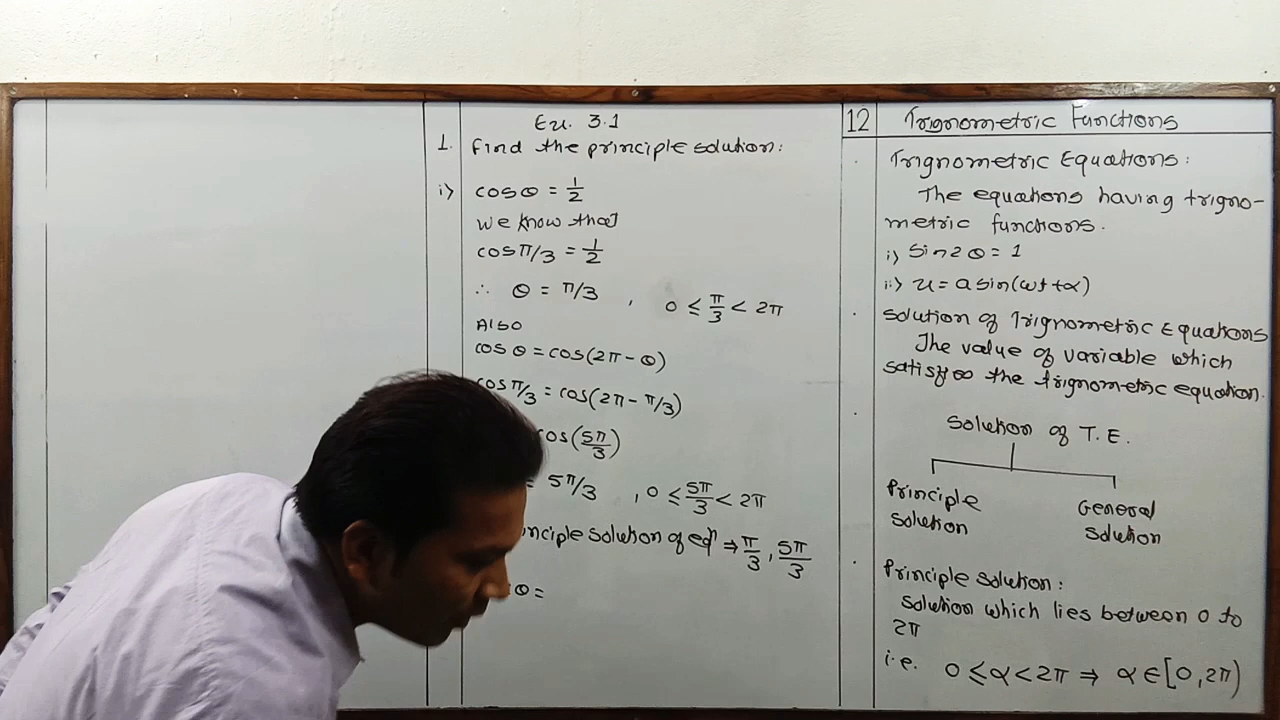 Ex. 3.1
1. Find the principle solution:
i) cosθ = 1/2
we know that
cosπ/3 = 1/2
∴ θ = π/3 , 0 ≤ π/3 < 2π
Also
cosθ = cos(2π - θ)
cosπ/3 = cos(2π - π/3)
cos(5π/3)
= 5π/3 , 0 ≤ 5π/3 < 2π
solution of eqⁿ ⇒ π/3 , 5π/3
θ =
12 Trignometric Functions
Trignometric Equations:
The equations having trigno-
metric functions.
i) sin2θ = 1
ii) x = a sin(ωt + α)
Solution of Trignometric Equations
The value of variable which
the trignometric equation.
Solution of T.E.
Principle General
solution solution
Principle solution:
Solution which lies between 0 to
2π
i.e. 0 ≤ α < 2π ⇒ α ∈ [0, 2π)